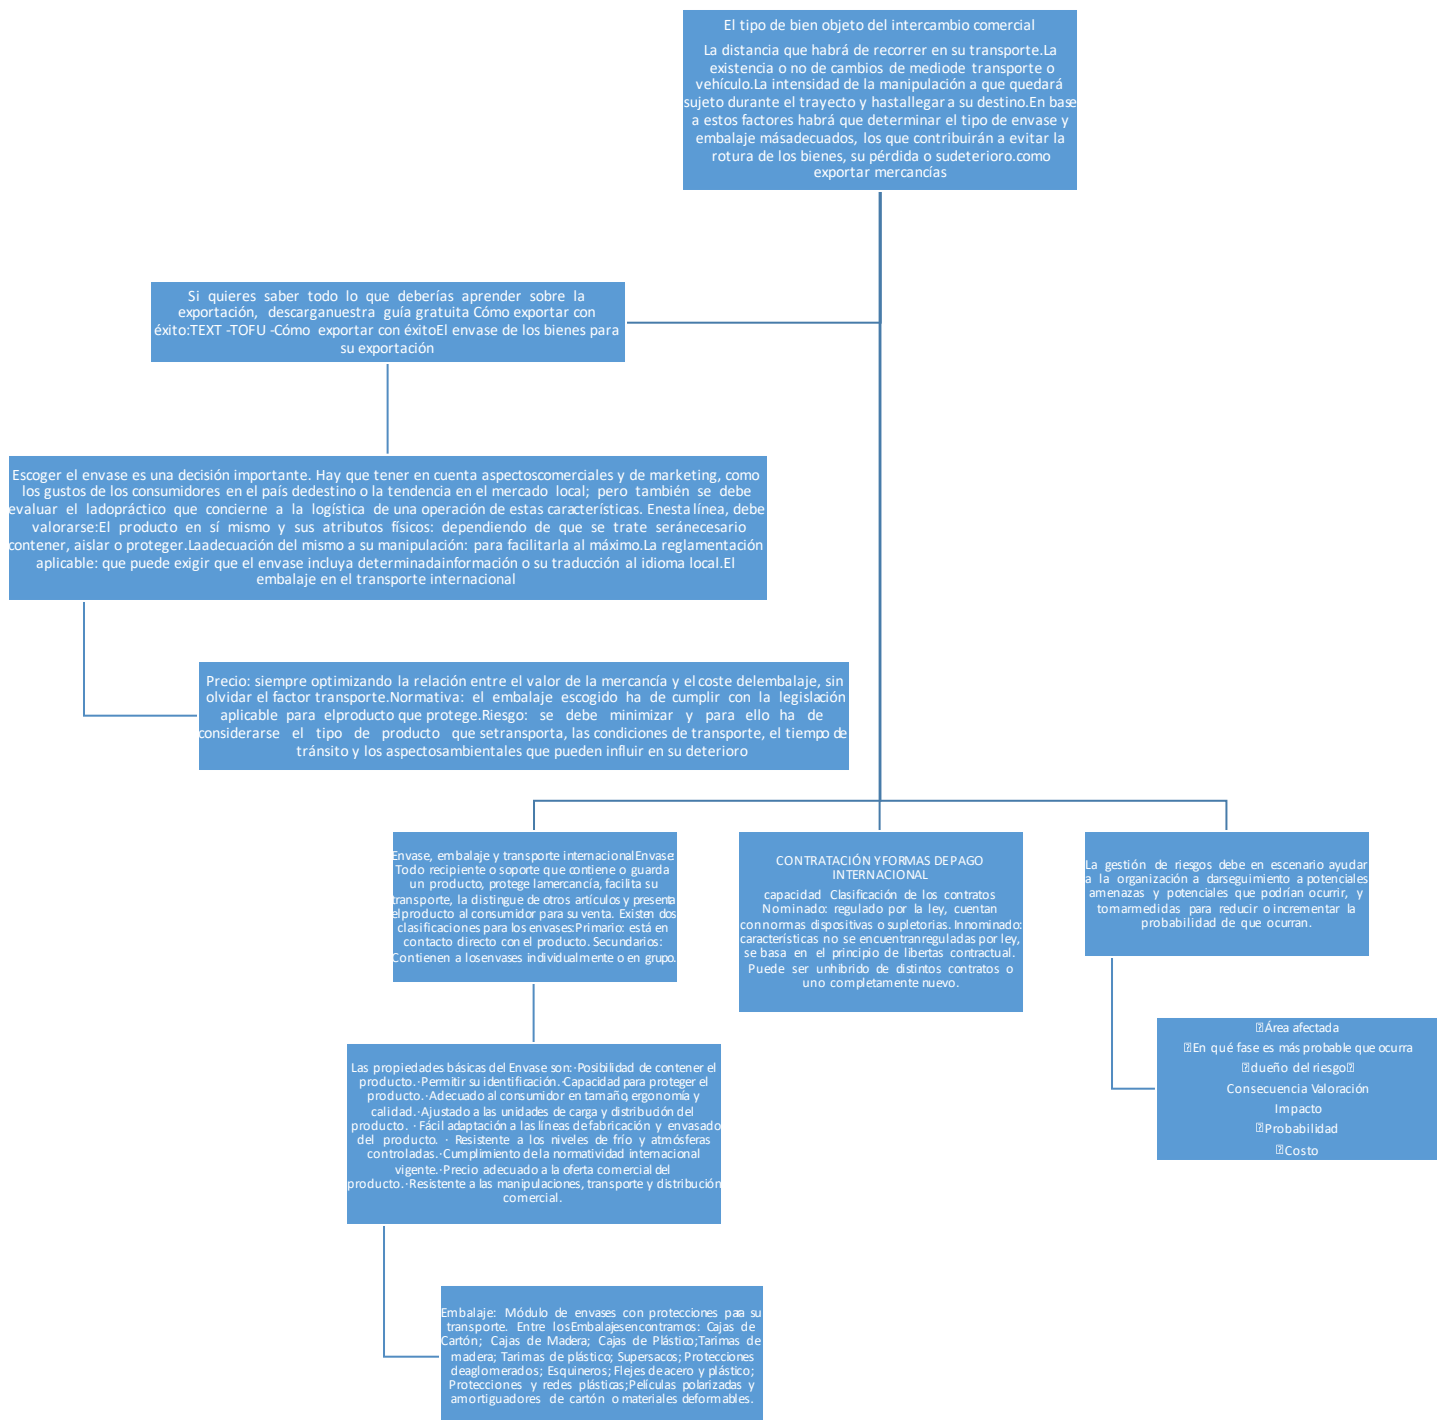 El tipo de bien objeto del intercambio comercial
La distancia que habrá de recorrer en su transporte.La
existencia o no de cambios de mediode transporte o
vehículo.La intensidad de la manipulación a que quedará
sujeto durante el trayecto y hastallegar a su destino.En base
a estos factores habrá que determinar el tipo de envase y
embalaje másadecuados, los que contribuirán a evitar la
rotura de los bienes, su pérdida o sudeterioro.como
exportar mercancías
Si quieres saber todo lo que deberías aprender sobre la
exportación, descarganuestra guía gratuita Cómo exportar con
éxito:TEXT -TOFU -Cómo exportar con éxitoEl envase de los bienes para
su exportación
Escoger el envase es una decisión importante. Hay que tener en cuenta aspectoscomerciales y de marketing, como
los gustos de los consumidores en el país dedestino o la tendencia en el mercado local; pero también se debe
evaluar el ladopráctico que concierne a la logística de una operación de estas características. Enesta línea, debe
valorarse:El producto en sí mismo y sus atributos físicos: dependiendo de que se trate seránecesario
contener, aislar o proteger.Laadecuación del mismo a su manipulación: para facilitarla al máximo.La reglamentación
aplicable: que puede exigir que el envase incluya determinadainformación o su traducción al idioma local.El
embalaje en el transporte internacional
Precio: siempre optimizando la relación entre el valor de la mercancía y el coste delembalaje, sin
olvidar el factor transporte.Normativa: el embalaje escogido ha de cumplir con la legislación
aplicable para elproducto que protege.Riesgo: se debe minimizar y para ello ha de
considerarse el tipo de producto que setransporta, las condiciones de transporte, el tiempo de
tránsito y los aspectosambientales que pueden influir en su deterioro
Envase, embalaje y transporte internacionalEnvase:
Todo recipiente o soporte que contiene o guarda
un producto, protege lamercancía, facilita su
transporte, la distingue de otros artículos y presenta
elproducto al consumidor para su venta. Existen dos
clasificaciones para los envases:Primario: está en
contacto directo con el producto. Secundarios:
Contienen a losenvases individualmente o en grupo.
CONTRATACIÓN Y FORMAS DE PAGO
INTERNACIONAL
capacidad Clasificación de los contratos
Nominado: regulado por la ley, cuentan
connormas dispositivas o supletorias. Innominado:
características no se encuentranreguladas por ley,
se basa en el principio de libertas contractual.
Puede ser unhibrido de distintos contratos o
uno completamente nuevo.
La gestión de riesgos debe en escenario ayudar
a la organización a darseguimiento a potenciales
amenazas y potenciales que podrían ocurrir, y
tomarmedidas para reducir o incrementar la
probabilidad de que ocurran.
Área afectada
En qué fase es más probable que ocurra
dueño del riesgo
Consecuencia Valoración
Impacto
Probabilidad
Costo
Las propiedades básicas del Envase son:·Posibilidad de contener el
producto.·Permitir su identificación.·Capacidad para proteger el
producto.·Adecuado al consumidor en tamaño, ergonomía y
calidad.·Ajustado a las unidades de carga y distribución del
producto. ·Fácil adaptación a las líneas de fabricación y envasado
del producto. · Resistente a los niveles de frío y atmósferas
controladas.·Cumplimiento de la normatividad internacional
vigente.·Precio adecuado a la oferta comercial del
producto.·Resistente a las manipulaciones, transporte y distribución
comercial.
Embalaje: Módulo de envases con protecciones para su
transporte. Entre losEmbalajesencontramos: Cajas de
Cartón; Cajas de Madera; Cajas de Plástico;Tarimas de
madera; Tarimas de plástico; Supersacos; Protecciones
deaglomerados; Esquineros; Flejes de acero y plástico;
Protecciones y redes plásticas;Películas polarizadas y
amortiguadores de cartón o materiales deformables.